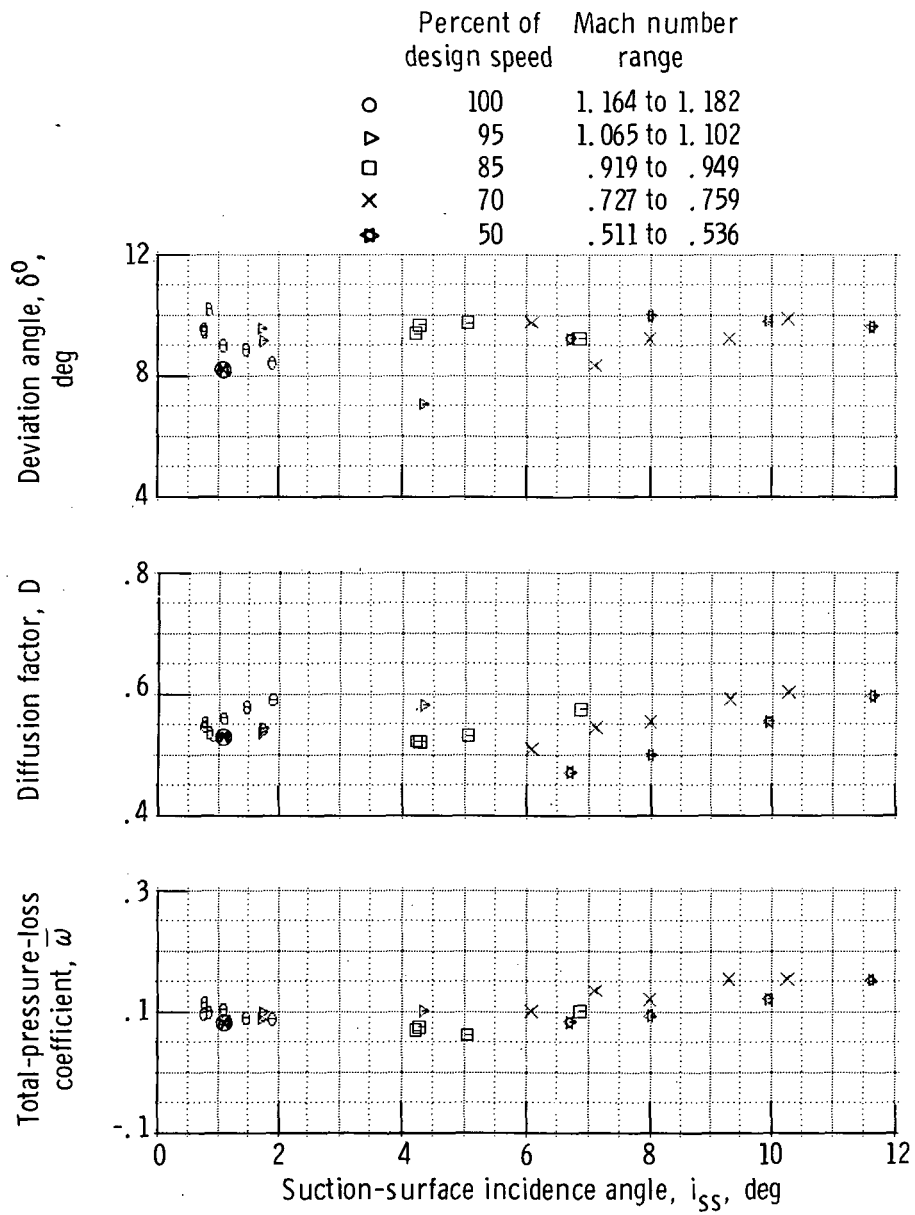 Percent of design speed Mach number range
100 1.164 to 1.182
95 1.065 to 1.102
85 .919 to .949
70 .727 to .759
50 .511 to .536
Deviation angle, δ⁰, deg
12
8
4
Diffusion factor, D
.8
.6
.4
Total-pressure-loss coefficient, ω̅
.3
.1
-.1
0 2 4 6 8 10 12
Suction-surface incidence angle, iss, deg